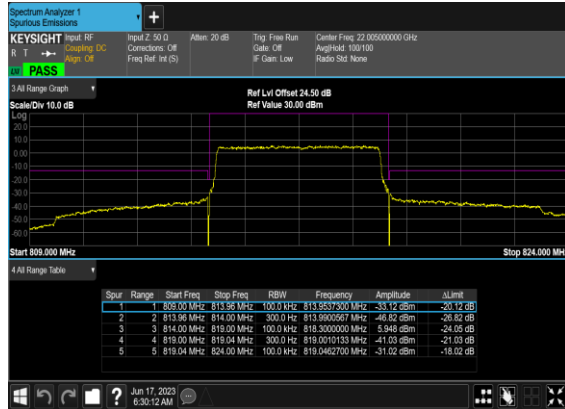 Spectrum Analyzer 1
Spurious Emissions
+
KEYSIGHT Input: RF Input Z: 50 Ω Atten: 20 dB Trig: Free Run Center Freq: 22.005000000 GHz
R T Coupling: DC Corrections: Off Gate: Off Avg|Hold: 100/100
Align: Off Freq Ref: Int (S) IF Gain: Low Radio Std: None
PASS
3 All Range Graph
Ref Lvl Offset 24.50 dB
Scale/Div 10.0 dB Ref Value 30.00 dBm
Log
20.0
10.0
0.00
-10.0
-20.0
-30.0
-40.0
-50.0
-60.0
Start 809.000 MHz Stop 824.000 MHz
4 All Range Table
Spur Range Start Freq Stop Freq RBW Frequency Amplitude ΔLimit
1 1 809.00 MHz 813.96 MHz 100.0 kHz 813.9537300 MHz -33.12 dBm -20.12 dB
2 2 813.96 MHz 814.00 MHz 300.0 Hz 813.9900567 MHz -46.82 dBm -26.82 dB
3 3 814.00 MHz 819.00 MHz 100.0 kHz 818.3000000 MHz 5.948 dBm -24.05 dB
4 4 819.00 MHz 819.04 MHz 300.0 Hz 819.0010133 MHz -41.03 dBm -21.03 dB
5 5 819.04 MHz 824.00 MHz 100.0 kHz 819.0462700 MHz -31.02 dBm -18.02 dB
?
Jun 17, 2023
6:30:12 AM